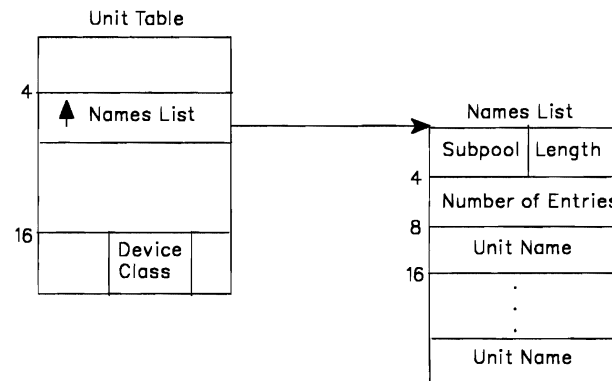 Unit Table
4
Names List
16
Device
Class
Names List
Subpool Length
4
Number of Entries
8
Unit Name
16
Unit Name